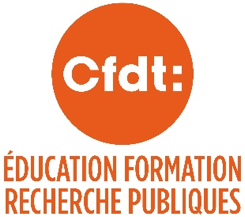 Cfdt:
ÉDUCATION FORMATION
RECHERCHE PUBLIQUES